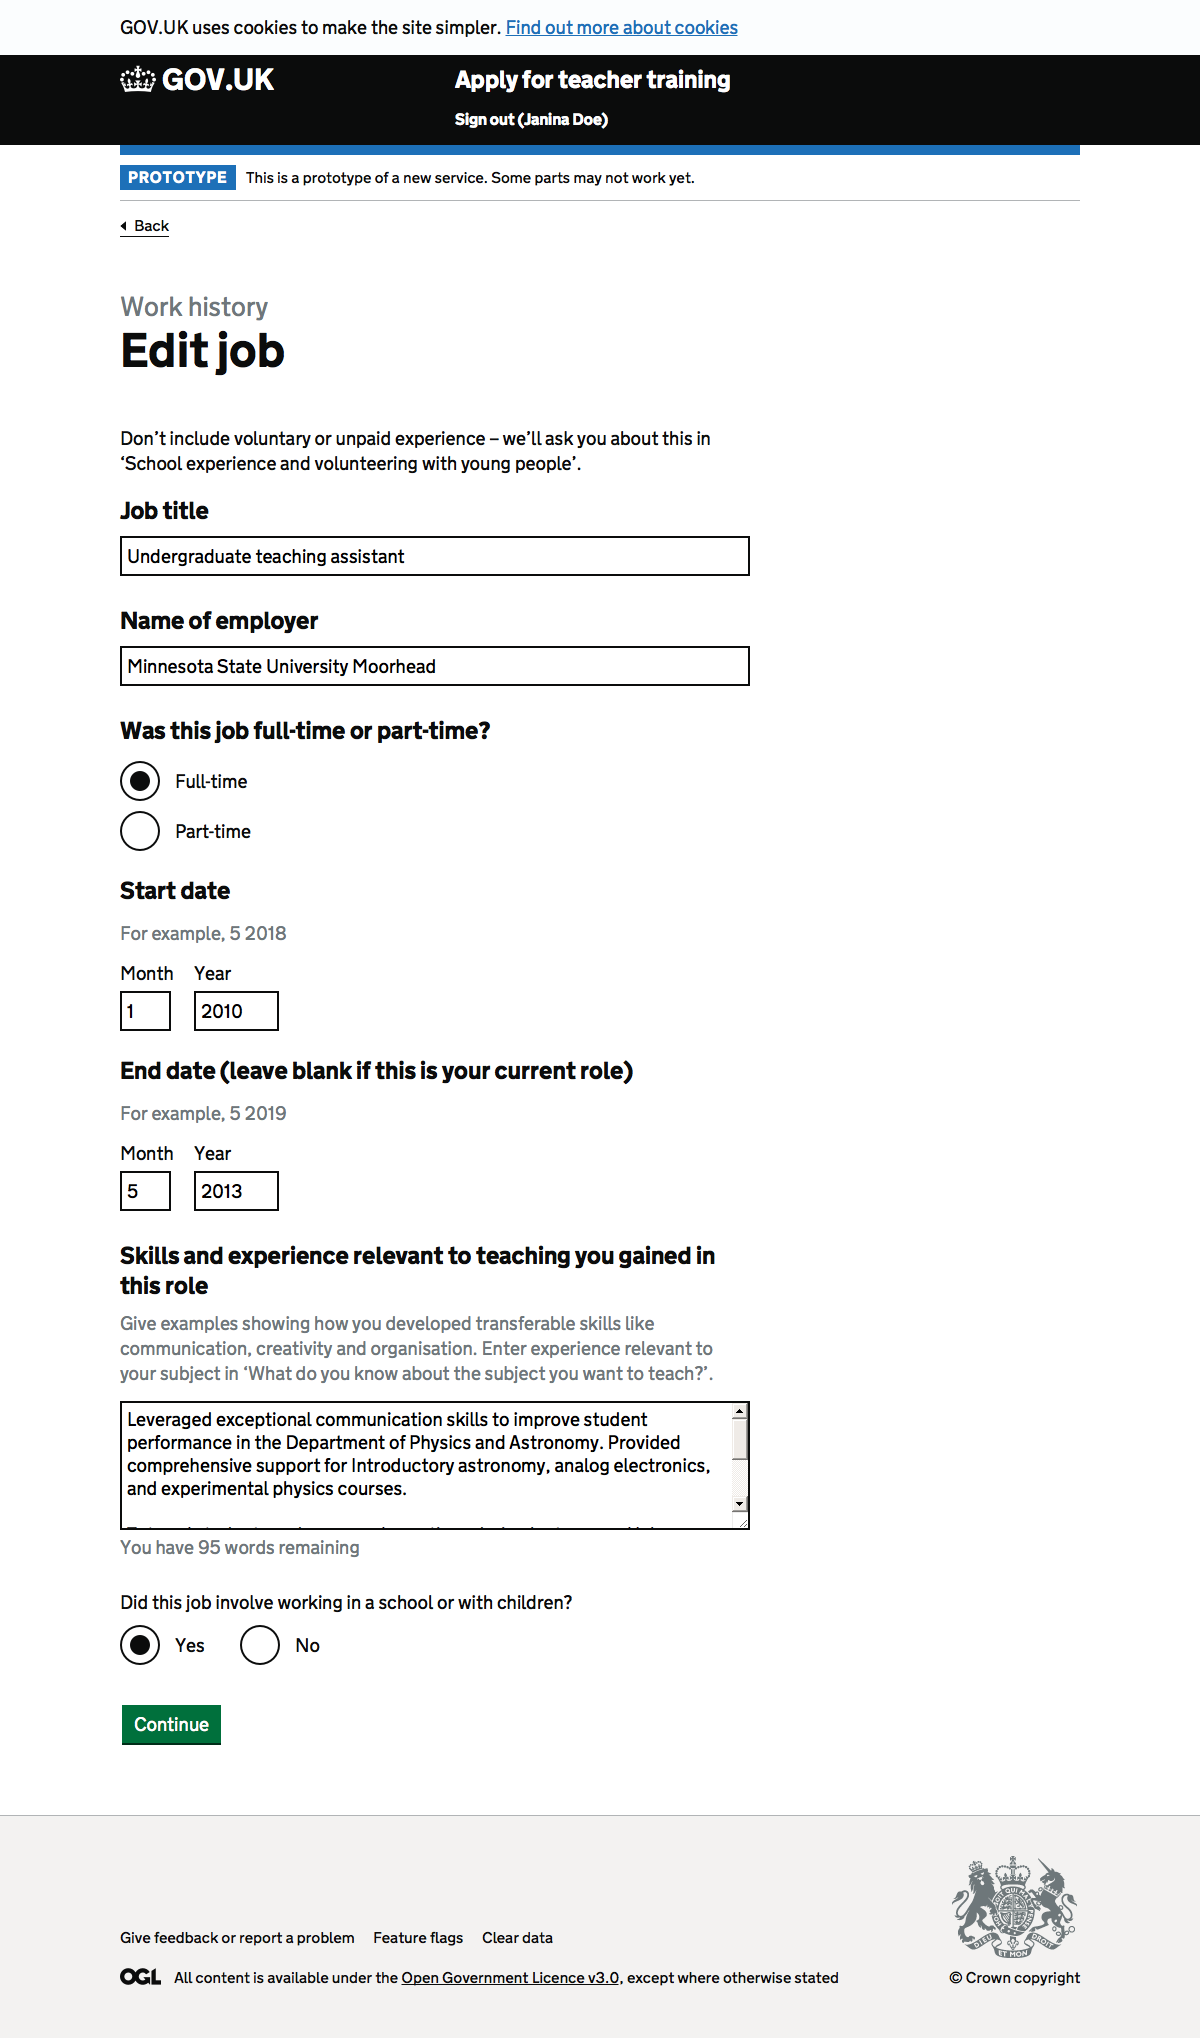 GOV.UK uses cookies to make the site simpler. Find out more about cookies
GOV.UK
Apply for teacher training
Sign out (Janina Doe)
PROTOTYPE This is a prototype of a new service. Some parts may not work yet.
Back
Work history
Edit job
Don’t include voluntary or unpaid experience – we’ll ask you about this in
‘School experience and volunteering with young people’.
Job title
Undergraduate teaching assistant
Name of employer
Minnesota State University Moorhead
Was this job full-time or part-time?
Full-time
Part-time
Start date
For example, 5 2018
Month Year
1 2010
End date (leave blank if this is your current role)
For example, 5 2019
Month Year
5 2013
Skills and experience relevant to teaching you gained in
this role
Give examples showing how you developed transferable skills like
communication, creativity and organisation. Enter experience relevant to
your subject in ‘What do you know about the subject you want to teach?’.
Leveraged exceptional communication skills to improve student
performance in the Department of Physics and Astronomy. Provided
comprehensive support for Introductory astronomy, analog electronics,
and experimental physics courses.
You have 95 words remaining
Did this job involve working in a school or with children?
Yes No
Continue
Give feedback or report a problem Feature flags Clear data
OGL All content is available under the Open Government Licence v3.0, except where otherwise stated
© Crown copyright